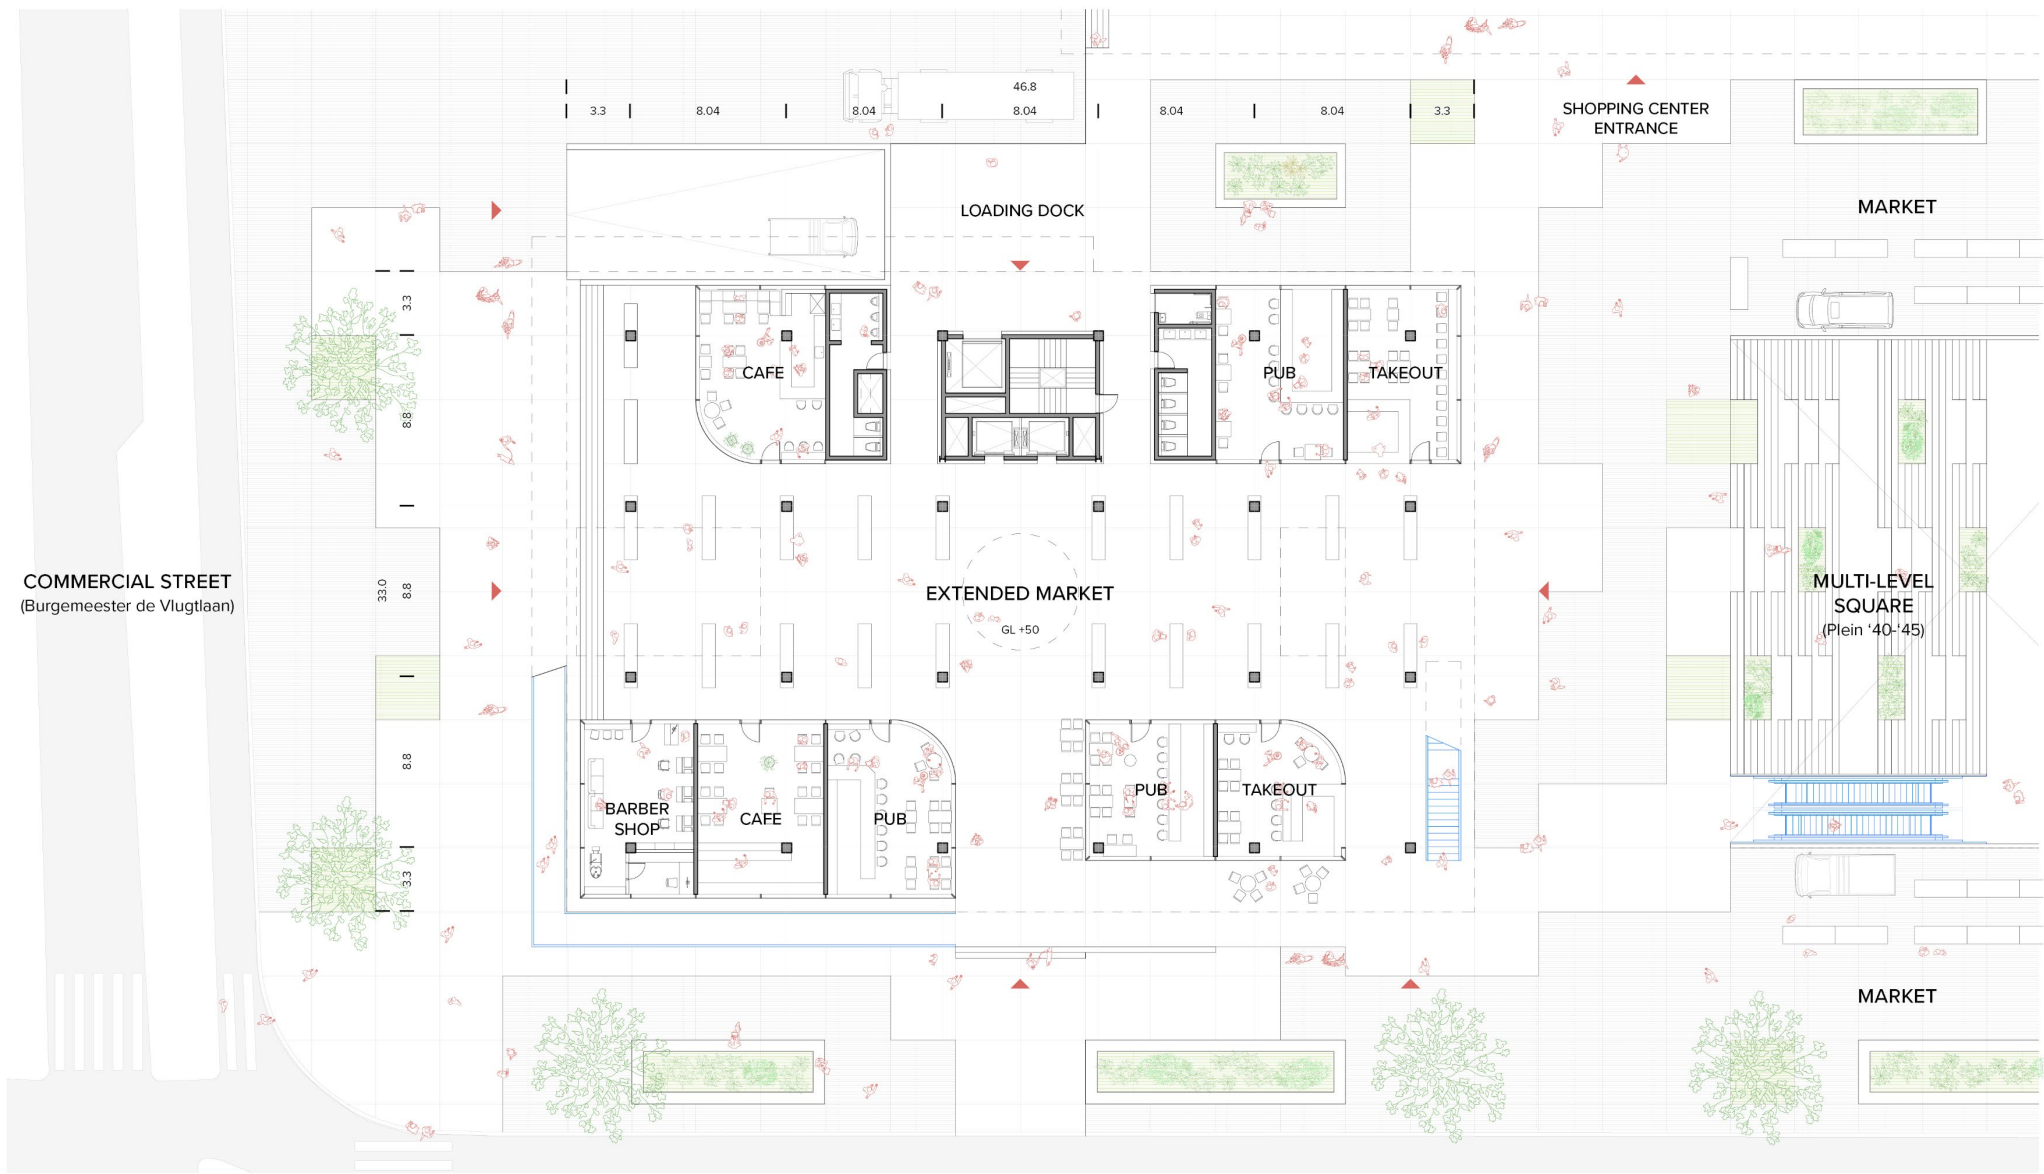 46.8
3.3
8.04
8.04
8.04
8.04
8.04
3.3
SHOPPING CENTER
ENTRANCE
LOADING DOCK
MARKET
3.3
CAFE
PUB
TAKEOUT
8.8
COMMERCIAL STREET
(Burgemeester de Vlugtlaan)
33.0
8.8
EXTENDED MARKET
GL +50
MULTI-LEVEL
SQUARE
(Plein ‘40-‘45)
8.8
BARBER
SHOP
CAFE
PUB
PUB
TAKEOUT
3.3
MARKET